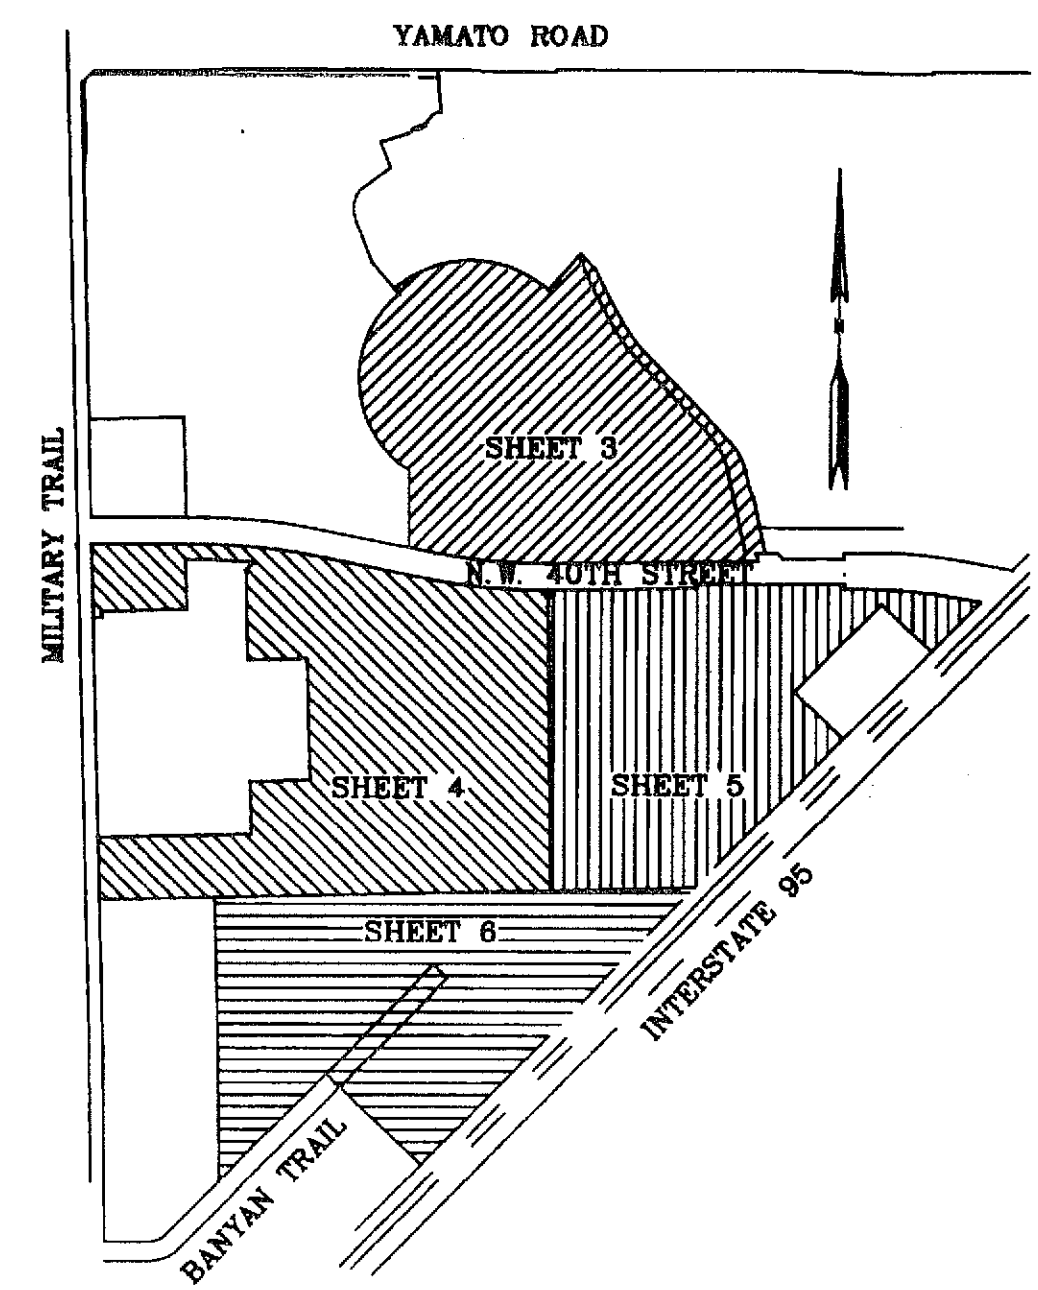 YAMATO ROAD
N
SHEET 3
MILITARY TRAIL
N.W. 40TH STREET
SHEET 4
SHEET 5
SHEET 6
INTERSTATE 95
BANYAN TRAIL